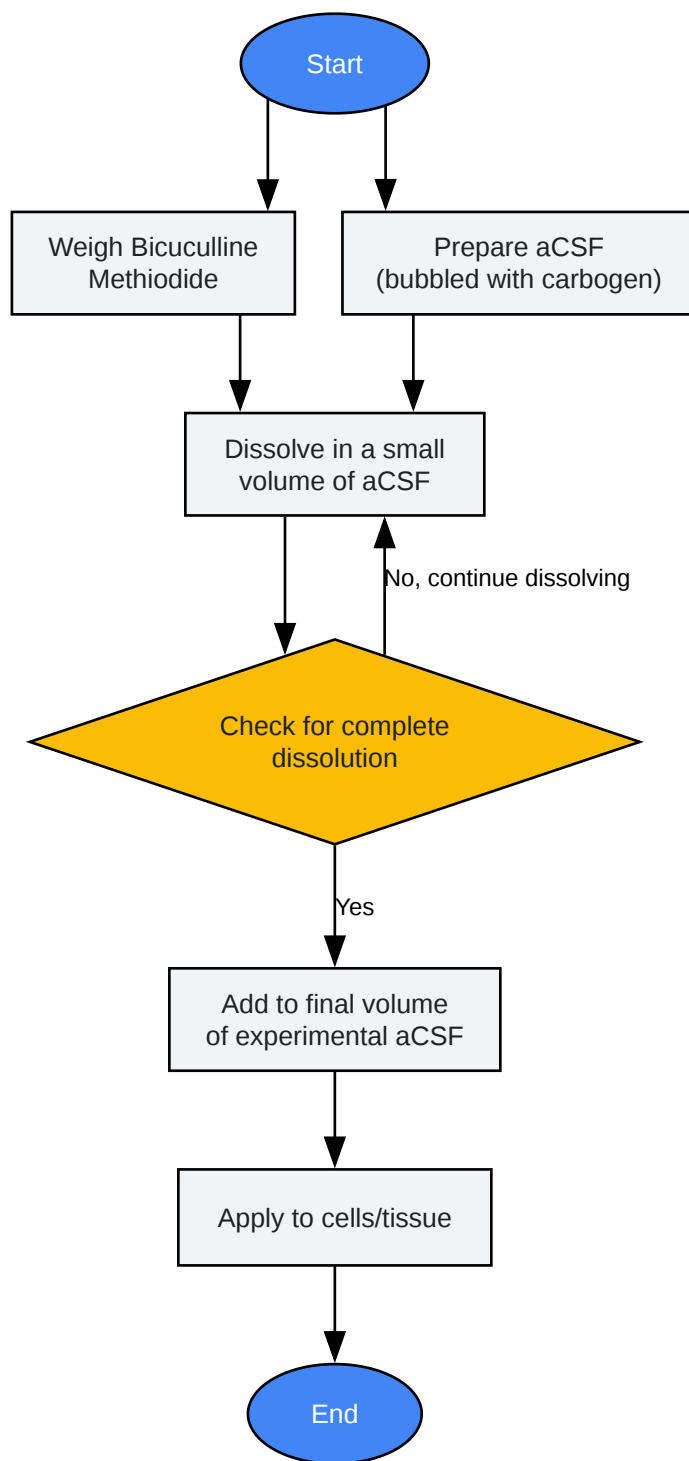 Start
Weigh Bicuculline
Methiodide
Prepare aCSF
(bubbled with carbogen)
Dissolve in a small
volume of aCSF
No, continue dissolving
Check for complete
dissolution
Yes
Add to final volume
of experimental aCSF
Apply to cells/tissue
End